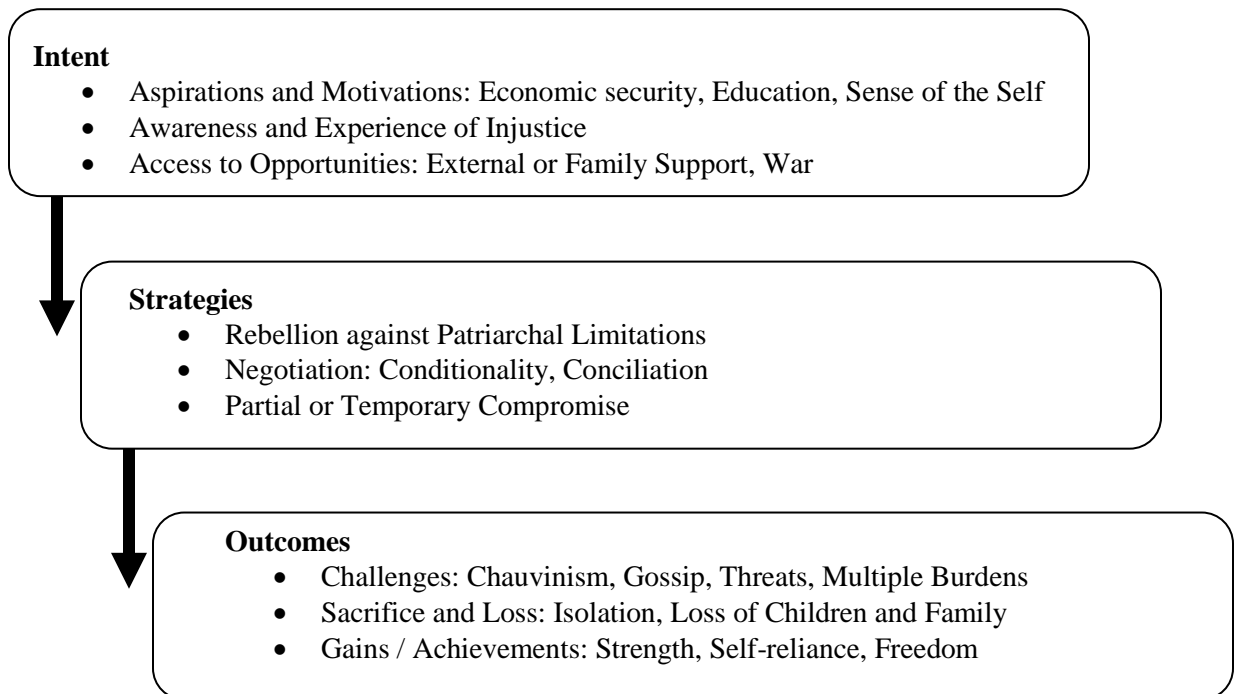 Intent
• Aspirations and Motivations: Economic security, Education, Sense of the Self
• Awareness and Experience of Injustice
• Access to Opportunities: External or Family Support, War
Strategies
• Rebellion against Patriarchal Limitations
• Negotiation: Conditionality, Conciliation
• Partial or Temporary Compromise
Outcomes
• Challenges: Chauvinism, Gossip, Threats, Multiple Burdens
• Sacrifice and Loss: Isolation, Loss of Children and Family
• Gains / Achievements: Strength, Self-reliance, Freedom